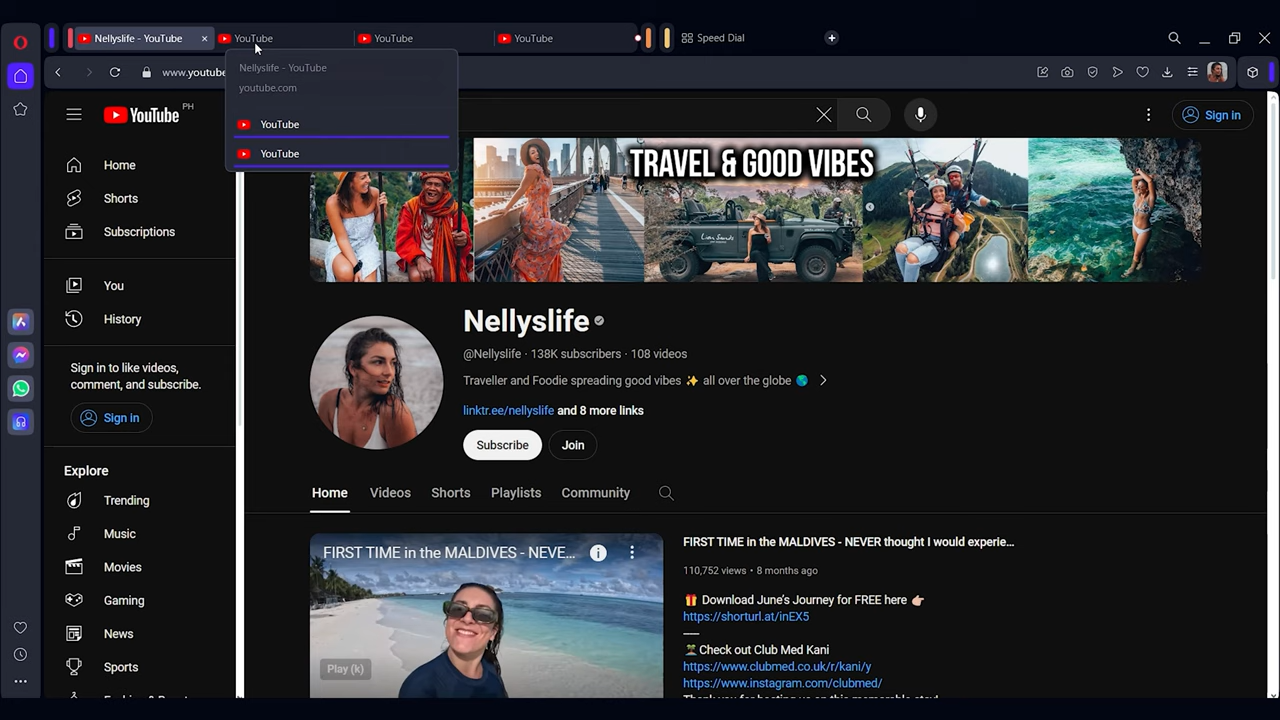 Nellyslife - YouTube
YouTube
YouTube
YouTube
Speed Dial
www.youtube
Nellyslife - YouTube
youtube.com
YouTube
YouTube
YouTube PH
Sign in
Home
Shorts
Subscriptions
You
History
Sign in to like videos,
comment, and subscribe.
Sign in
Explore
Trending
Music
Movies
Gaming
News
Sports
TRAVEL & GOOD VIBES
Nellyslife
@Nellyslife · 138K subscribers · 108 videos
Traveller and Foodie spreading good vibes ✨ all over the globe 🌎
linktr.ee/nellyslife and 8 more links
Subscribe
Join
Home
Videos
Shorts
Playlists
Community
FIRST TIME in the MALDIVES - NEVE...
Play (k)
FIRST TIME in the MALDIVES - NEVER thought I would experie...
110,752 views · 8 months ago
🎁 Download June's Journey for FREE here 👉🏻
https://shorturl.at/inEX5
——
🏝️Check out Club Med Kani
https://www.clubmed.co.uk/r/kani/y
https://www.instagram.com/clubmed/